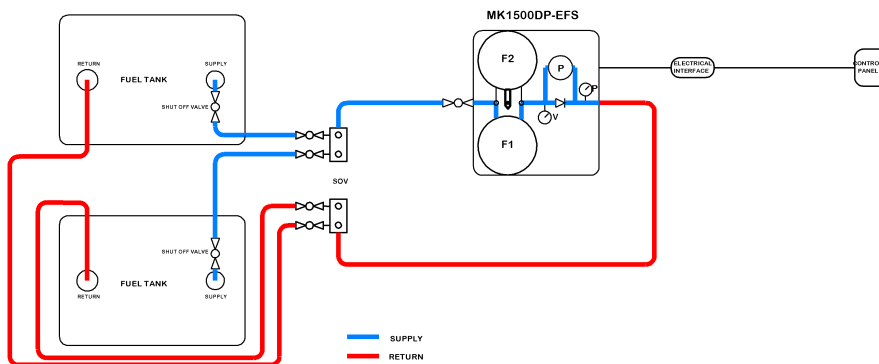 MK1500DP-EFS
RETURN
SUPPLY
FUEL TANK
SHUT OFF VALVE
F2
P
P
V
F1
ELECTRICAL
INTERFACE
CONTROL
PANEL
SOV
SHUT OFF VALVE
FUEL TANK
RETURN
SUPPLY
SUPPLY
RETURN